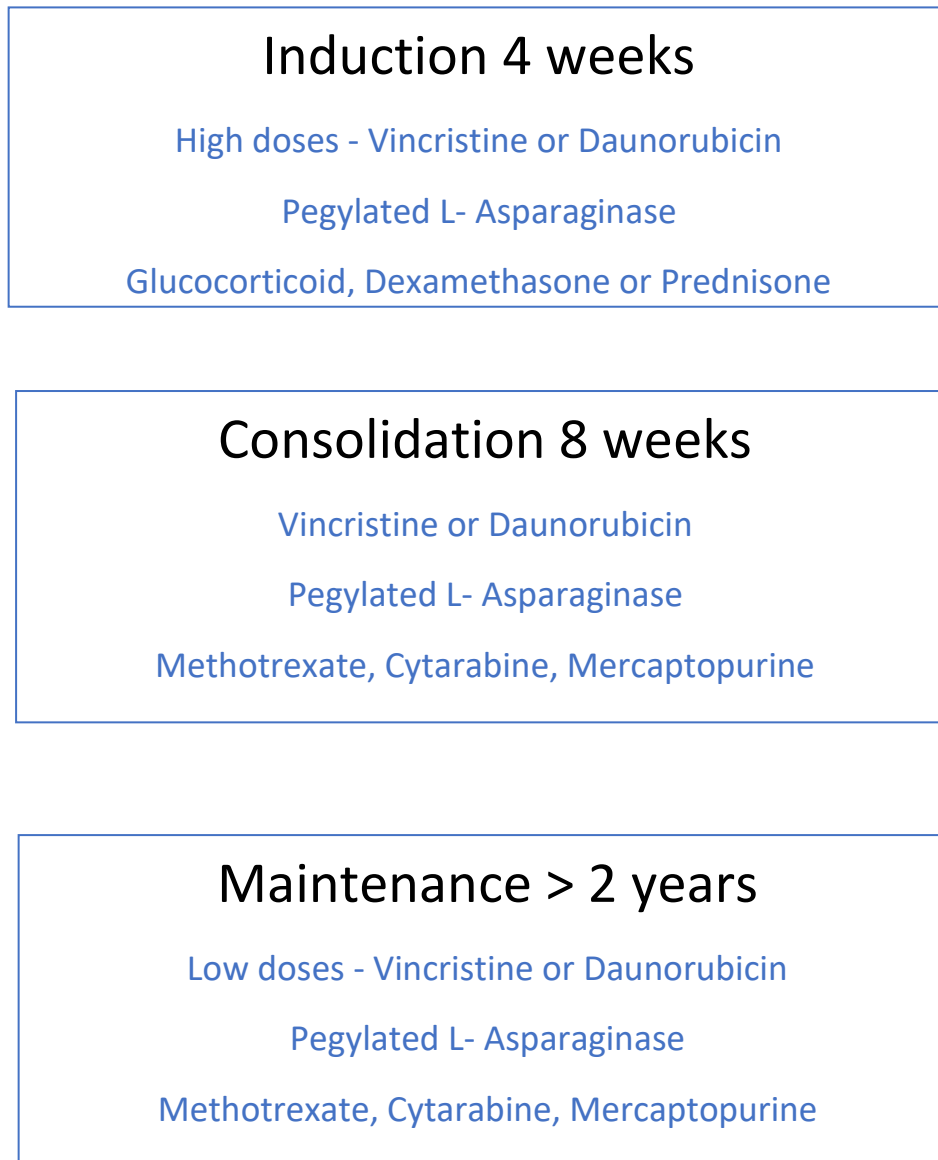 Induction 4 weeks
High doses - Vincristine or Daunorubicin
Pegylated L- Asparaginase
Glucocorticoid, Dexamethasone or Prednisone
Consolidation 8 weeks
Vincristine or Daunorubicin
Pegylated L- Asparaginase
Methotrexate, Cytarabine, Mercaptopurine
Maintenance > 2 years
Low doses - Vincristine or Daunorubicin
Pegylated L- Asparaginase
Methotrexate, Cytarabine, Mercaptopurine